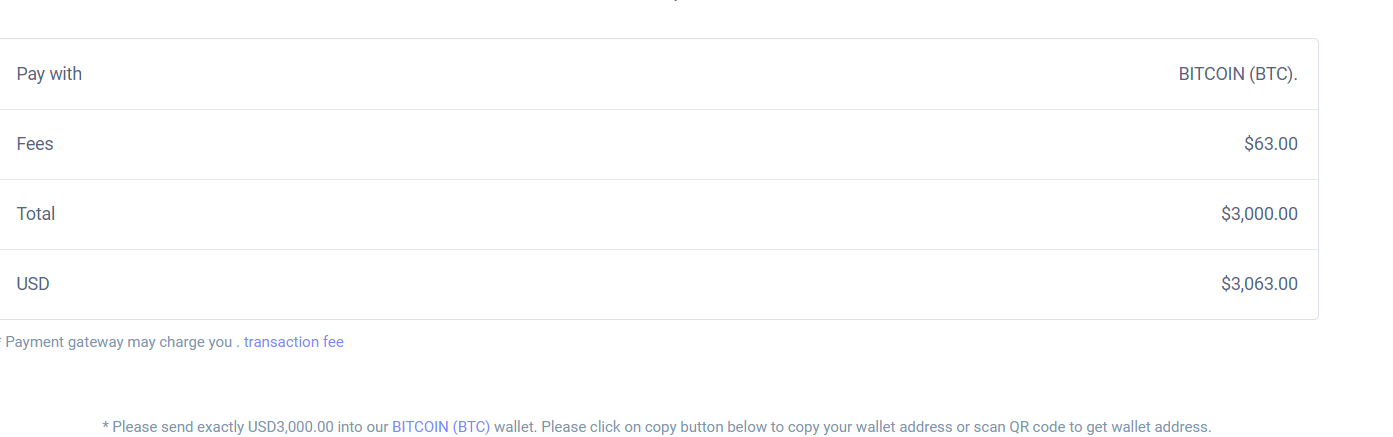 Pay with BITCOIN (BTC).
Fees $63.00
Total $3,000.00
USD $3,063.00
* Payment gateway may charge you . transaction fee
* Please send exactly USD3,000.00 into our BITCOIN (BTC) wallet. Please click on copy button below to copy your wallet address or scan QR code to get wallet address.